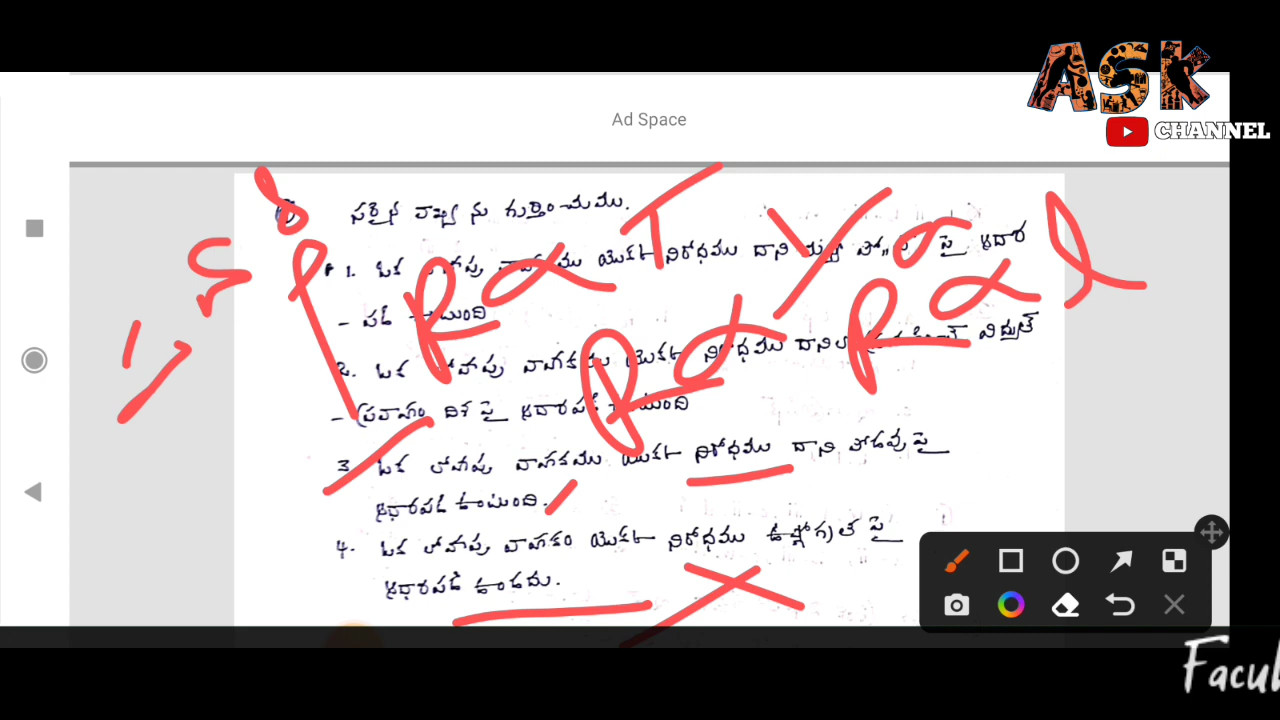 ASK
CHANNEL
Ad Space
సరైన వాఖ్య ను గుర్తించుము.
1. ఒక లోహపు వాహకము యొక్క నిరోధము దాని పై ఆధార
- పడి ఉంటుంది
2. ఒక లోహపు వాహకము యొక్క నిరోధము విద్యుత్
- ప్రవాహం దిశ పై ఆధారపడి ఉంటుంది
3. ఒక లోహపు వాహకము యొక్క నిరోధము దాని పొడవు పై
ఆధారపడి ఉంటుంది.
4. ఒక లోహపు వాహకం యొక్క నిరోధము ఉష్ణోగ్రత పై
ఆధారపడి ఉండదు.
R α T
R α l
Facul